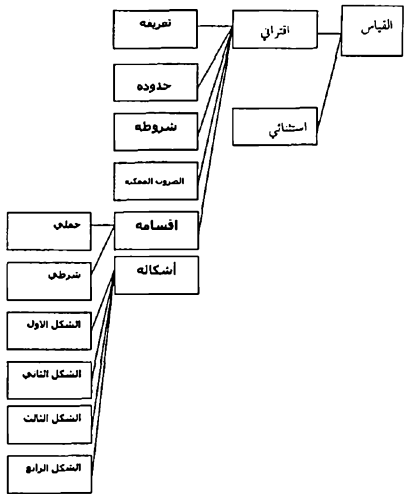 القياس
اقتراني
استثنائي
تعريفه
حدوده
شروطه
الضروب الممكنه
اقسامه
أشكاله
حملي
شرطي
الشكل الاول
الشكل الثاني
الشكل الثالث
الشكل الرابع